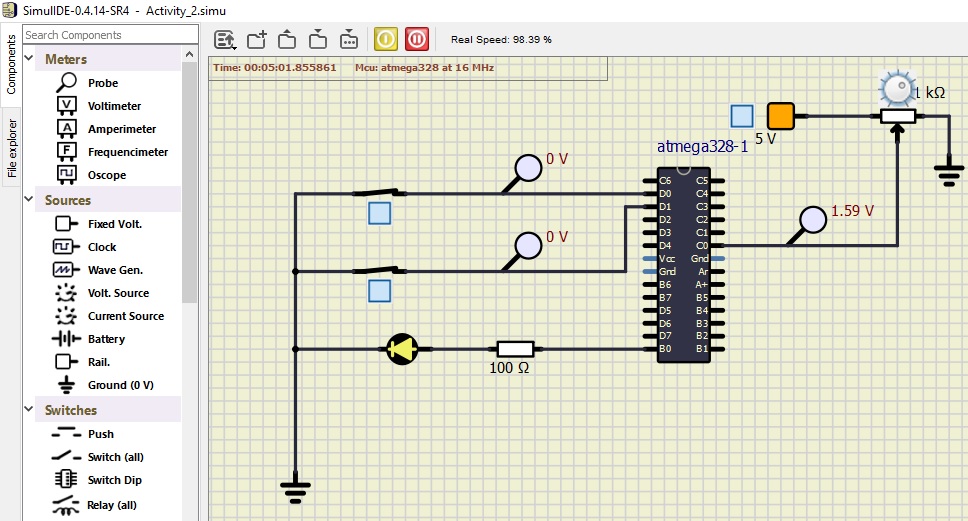 SimulIDE-0.4.14-SR4 - Activity_2.simu
Components
File explorer
Search Components
Meters
Probe
Voltimeter
Amperimeter
Frequencimeter
Oscope
Sources
Fixed Volt.
Clock
Wave Gen.
Volt. Source
Current Source
Battery
Rail.
Ground (0 V)
Switches
Push
Switch (all)
Switch Dip
Relay (all)
Real Speed: 98.39 %
Time: 00:05:01.855861 Mcu: atmega328 at 16 MHz
1 kΩ
5 V
atmega328-1
0 V
0 V
1.59 V
100 Ω
C6 C5
D0 C4
D1 C3
D2 C2
D3 C1
D4 C0
Vcc Gnd
Gnd Ar
B6 A+
B7 B5
D5 B4
D6 B3
D7 B2
B0 B1
V
A
F